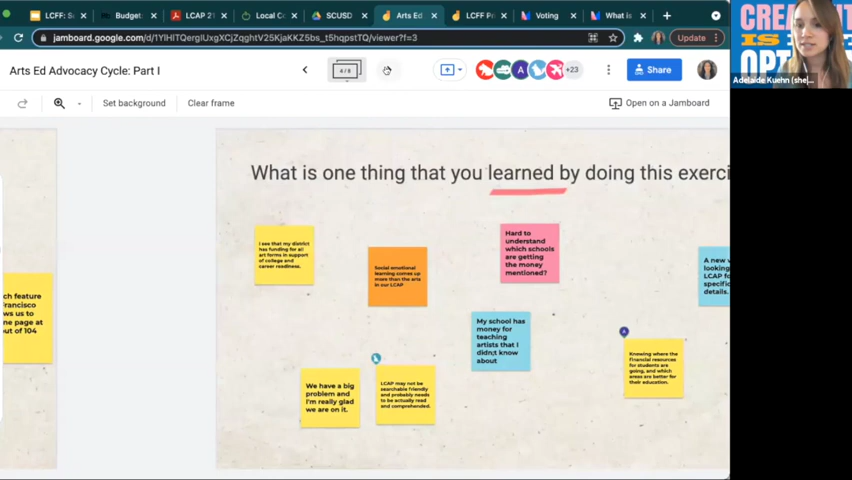 LCFF: S
Budget
LCAP 2
Local C
SCUSD
Arts Ed
LCFF Pr
Voting
What is
jamboard.google.com/d/1YlHlTQergIUxgXCjZqghtV25KjaKKZ5bs_t5hqpstTQ/viewer?f=3
Update
Arts Ed Advocacy Cycle: Part I
4 / 8
A
+23
Share
Set background
Clear frame
Open on a Jamboard
What is one thing that you learned by doing this exerci
I see that my district
has funding for all
art forms in support
of college and
career readiness.
Social emotional
learning comes up
more than the arts
in our LCAP
Hard to
understand
which schools
are getting
the money
mentioned?
A new
looking
LCAP fo
specific
details.
ch feature
Francisco
ws us to
ne page at
out of 104
My school has
money for
teaching
artists that I
didn't know
about
A
We have a big
problem and
I'm really glad
we are on it.
LCAP may not be
searchable friendly
and probably needs
to be actually read
and comprehended.
Knowing where the
financial resources
for students are
going, and which
areas are better for
their education.
CREA
IS
OP
Adelaide Kuehn (she|...